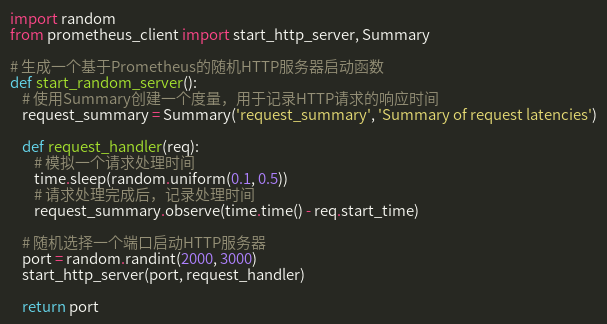 import random
from prometheus_client import start_http_server, Summary

# 生成一个基于Prometheus的随机HTTP服务器启动函数
def start_random_server():
    # 使用Summary创建一个度量，用于记录HTTP请求的响应时间
    request_summary = Summary('request_summary', 'Summary of request latencies')

    def request_handler(req):
        # 模拟一个请求处理时间
        time.sleep(random.uniform(0.1, 0.5))
        # 请求处理完成后，记录处理时间
        request_summary.observe(time.time() - req.start_time)

    # 随机选择一个端口启动HTTP服务器
    port = random.randint(2000, 3000)
    start_http_server(port, request_handler)

    return port